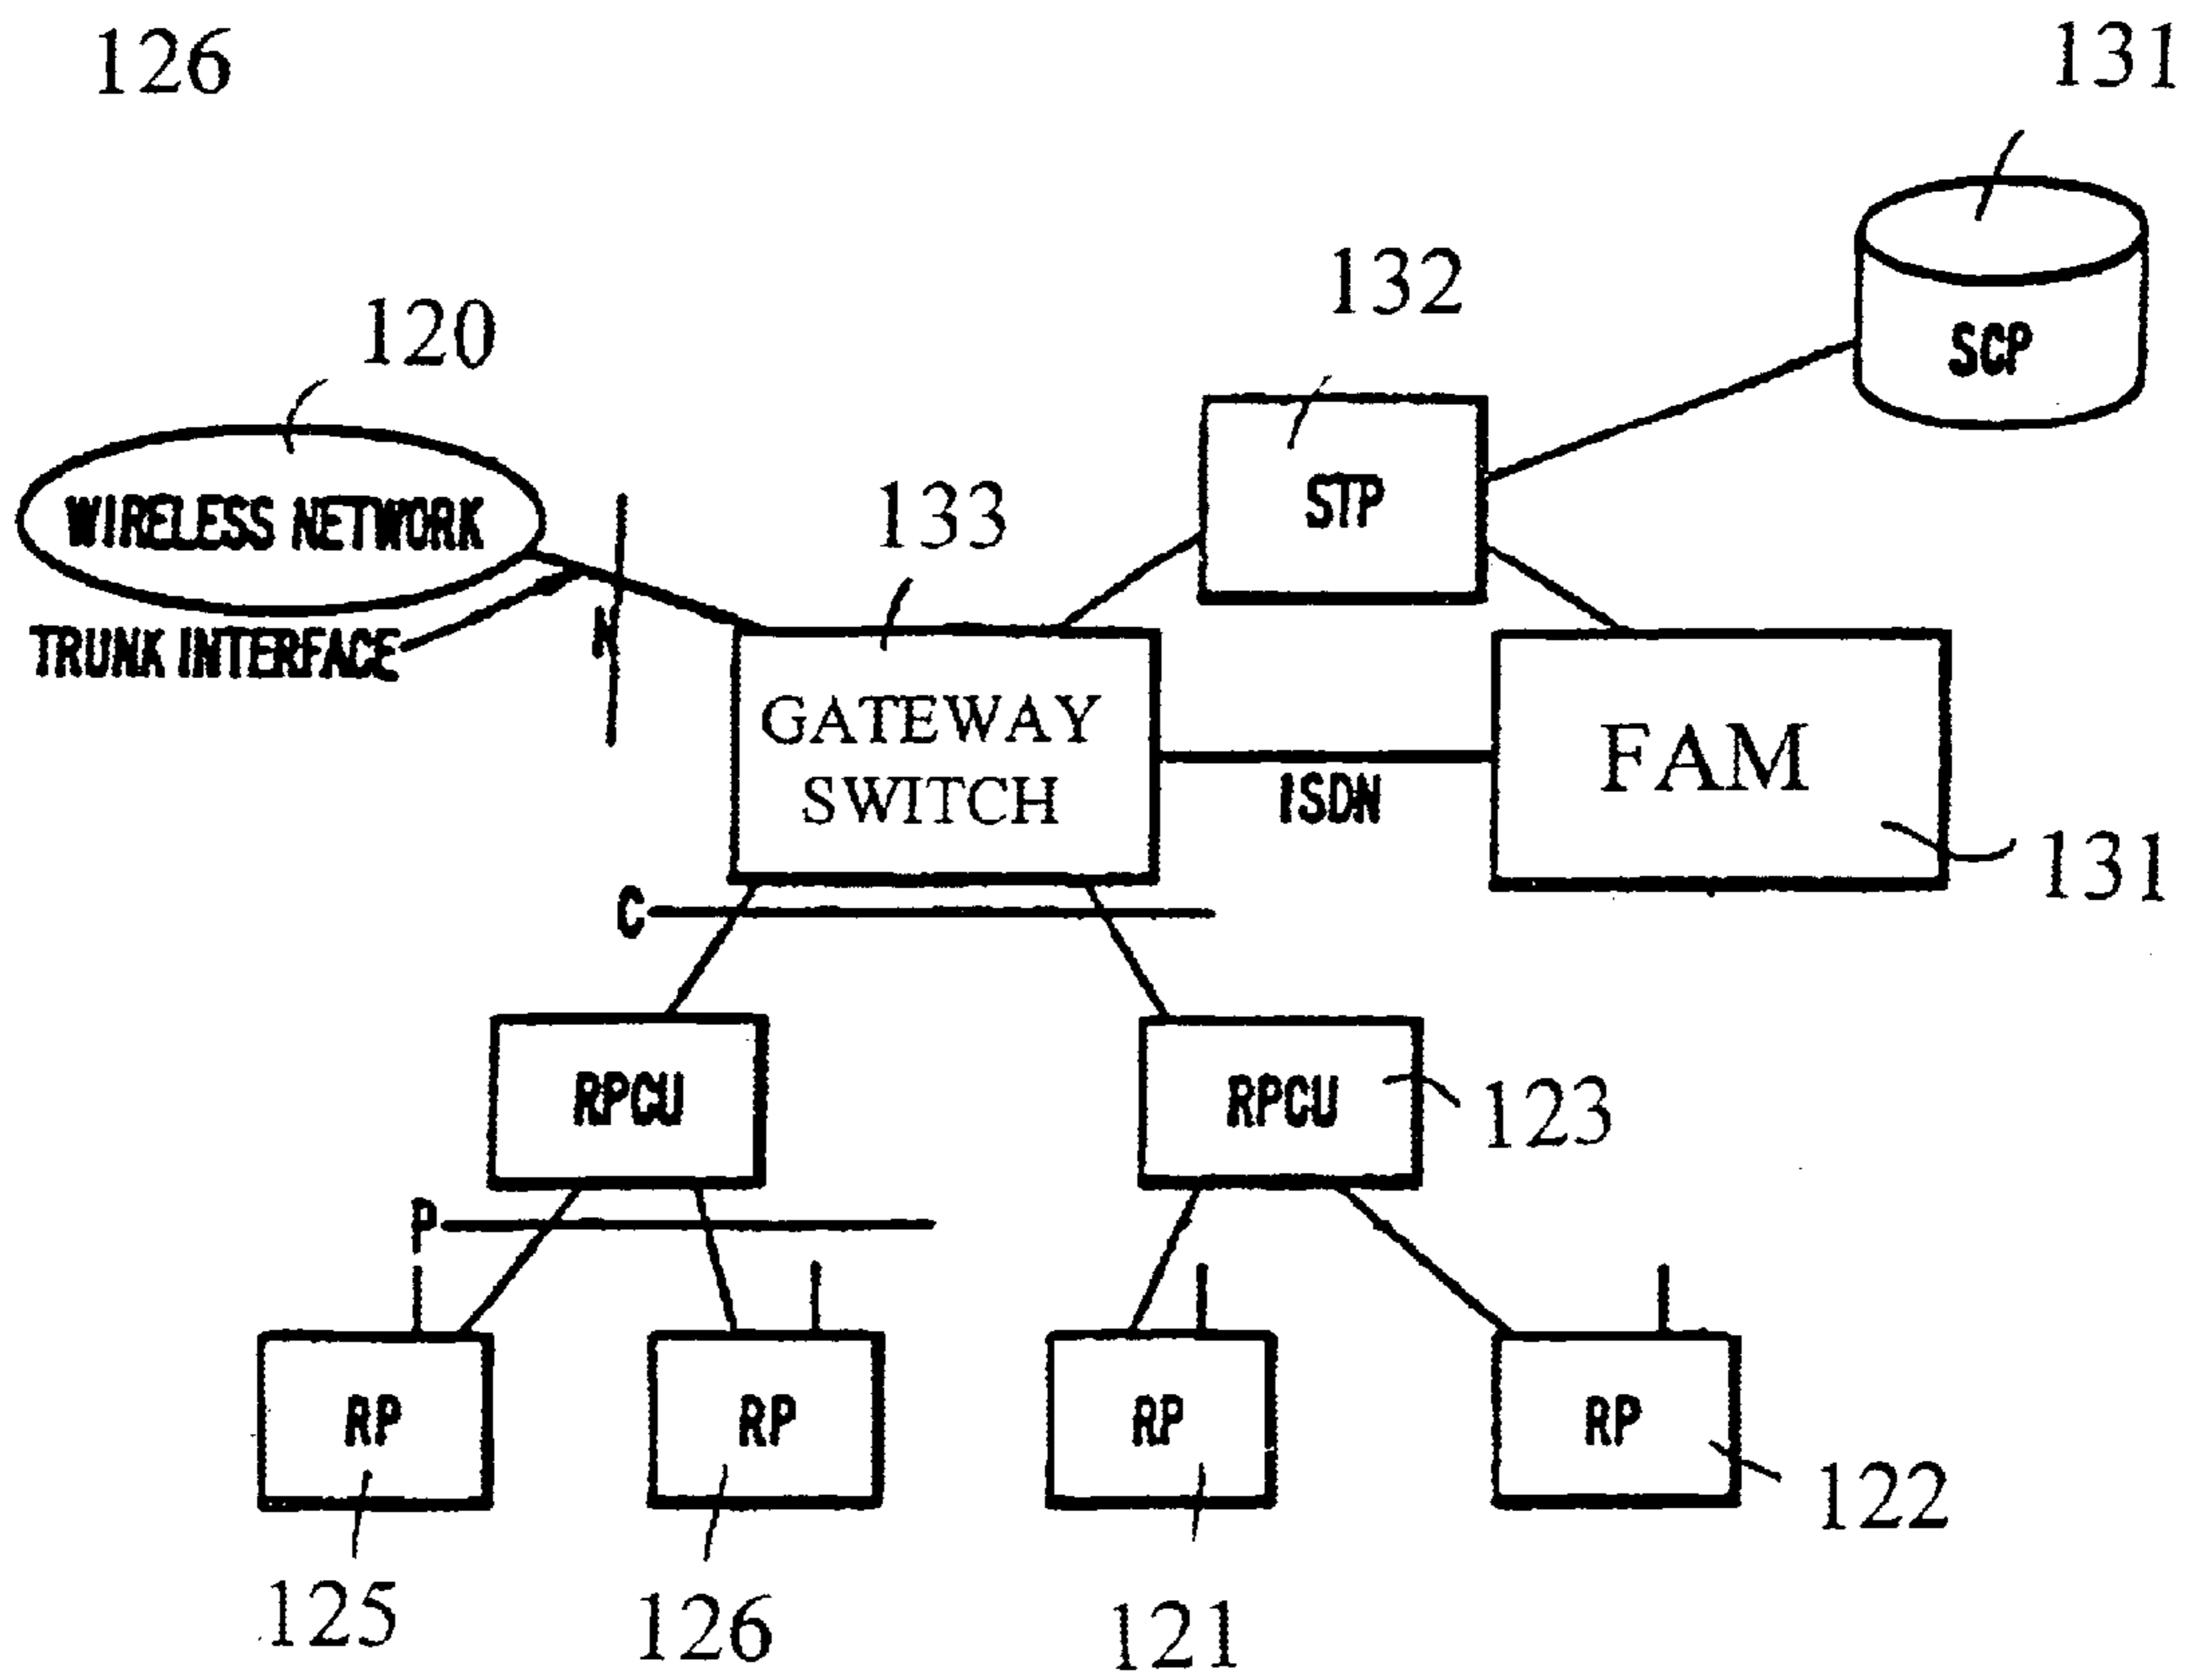 126
131
132
120
SCP
133
STP
WIRELESS NETWORK
N
TRUNK INTERFACE
GATEWAY
SWITCH
FAM
ISDN
131
C
RPCU
RPCU
123
P
RP
RP
RP
RP
122
125
126
121